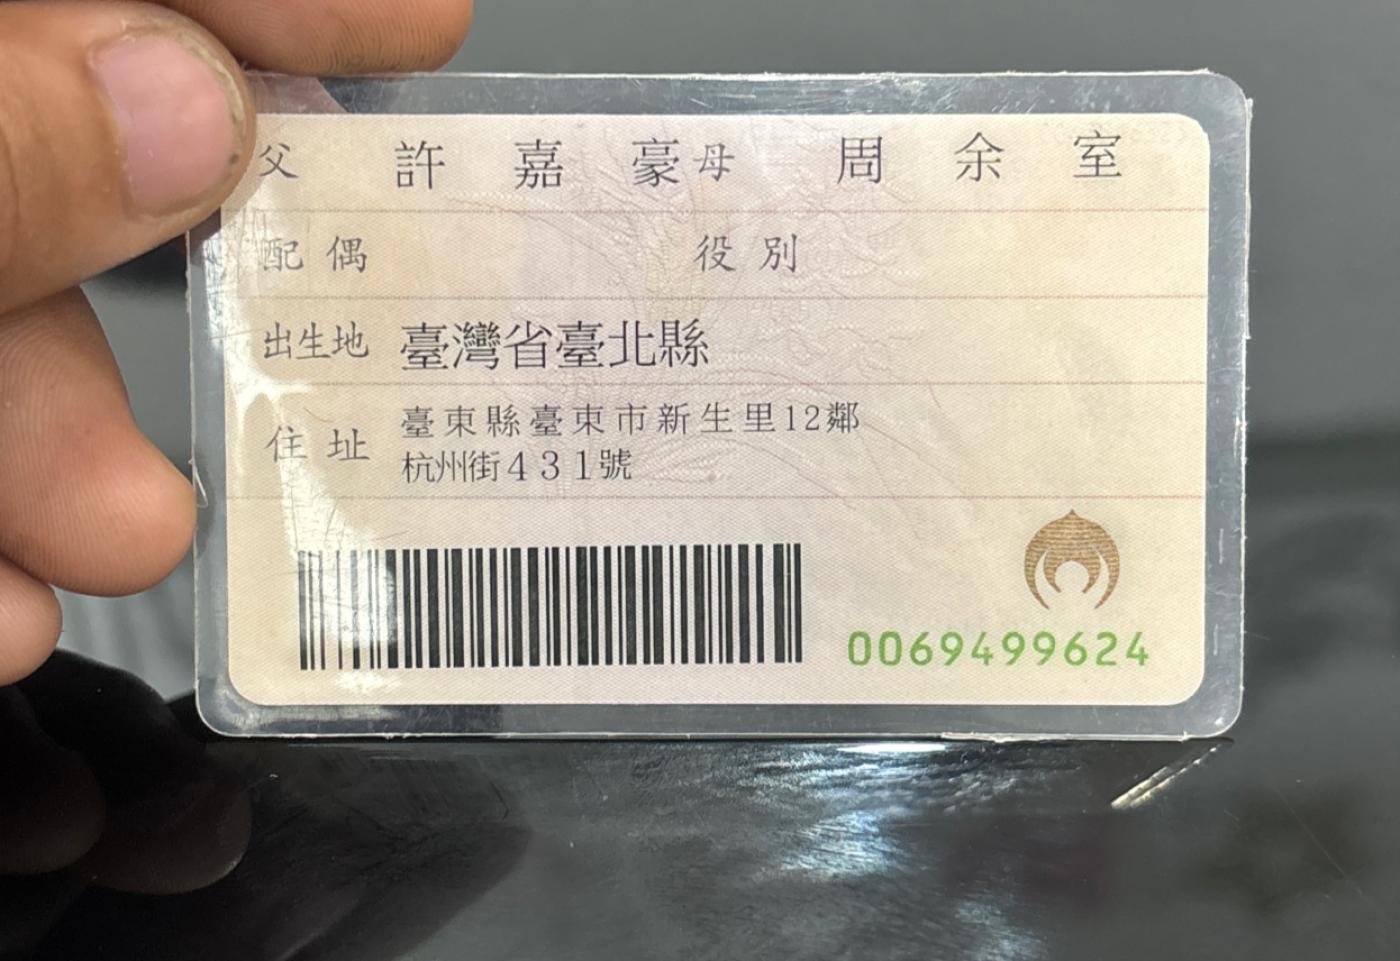 父 許嘉豪 母 周余室
配偶 役別
出生地 臺灣省臺北縣
住址 臺東縣臺東市新生里12鄰
杭州街431號
0069499624